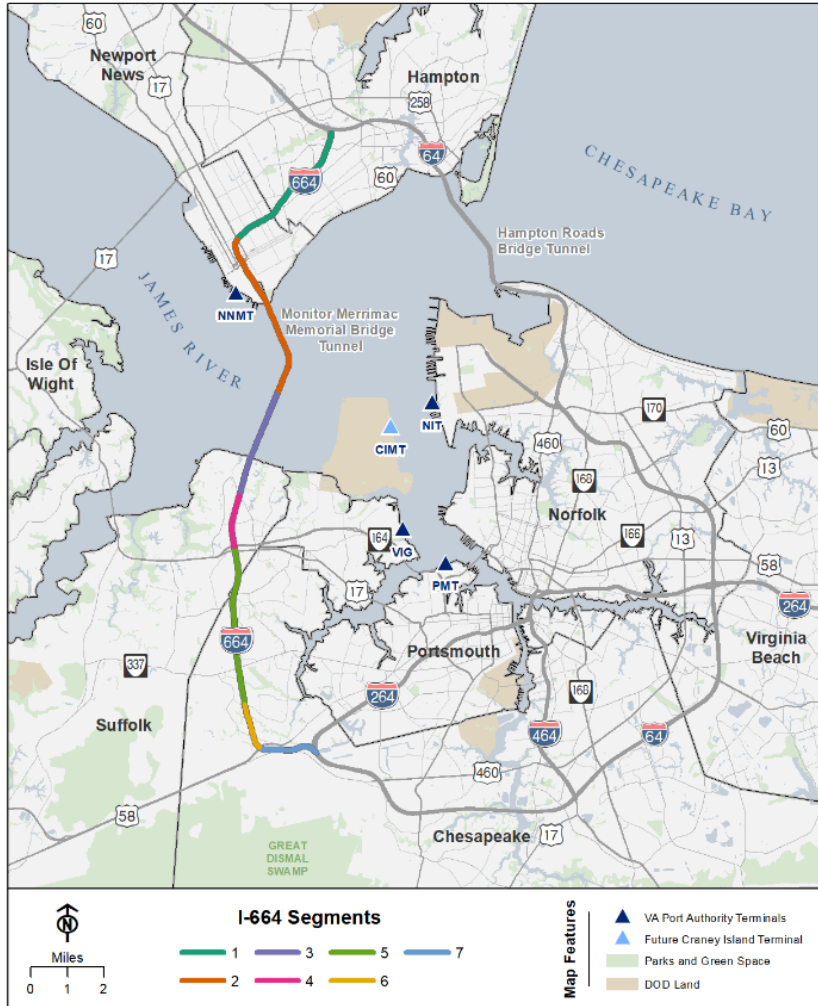 60
Newport
News
17
Hampton
258
64
664
60
CHESAPEAKE BAY
Hampton Roads
Bridge Tunnel
17
JAMES RIVER
NNMT
Monitor Merrimac
Memorial Bridge
Tunnel
Isle Of
Wight
NIT
CIMT
170
60
460
13
168
Norfolk
164
VIG
166
13
17
PMT
58
264
664
Virginia
Beach
Portsmouth
337
264
168
Suffolk
464
64
460
58
Chesapeake
17
GREAT
DISMAL
SWAMP
N
Miles
0 1 2
I-664 Segments
1 3 5 7
2 4 6
Map Features
VA Port Authority Terminals
Future Craney Island Terminal
Parks and Green Space
DOD Land